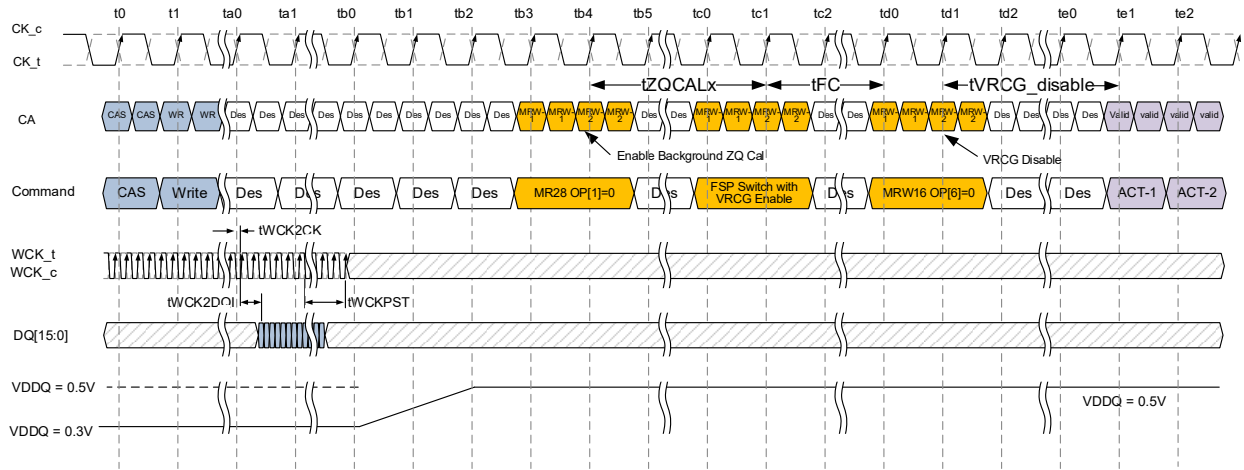 t0 t1 ta0 ta1 tb0 tb1 tb2 tb3 tb4 tb5 tc0 tc1 tc2 td0 td1 td2 te0 te1 te2
CK_c
CK_t
tZQCALx tFC tVRCG_disable
CA CAS CAS WR WR Des Des Des Des Des Des Des Des Des Des MRW-1 MRW-1 MRW-2 MRW-2 Des Des MRW-1 MRW-1 MRW-2 MRW-2 Des Des MRW-1 MRW-1 MRW-2 MRW-2 Des Des Des Des Valid valid valid valid
Enable Background ZQ Cal VRCG Disable
Command CAS Write Des Des Des Des Des MR28 OP[1]=0 Des FSP Switch with
VRCG Enable Des MRW16 OP[6]=0 Des Des ACT-1 ACT-2
tWCK2CK
WCK_t
WCK_c
tWCK2DQI tWCKPST
DQ[15:0]
VDDQ = 0.5V VDDQ = 0.5V
VDDQ = 0.3V